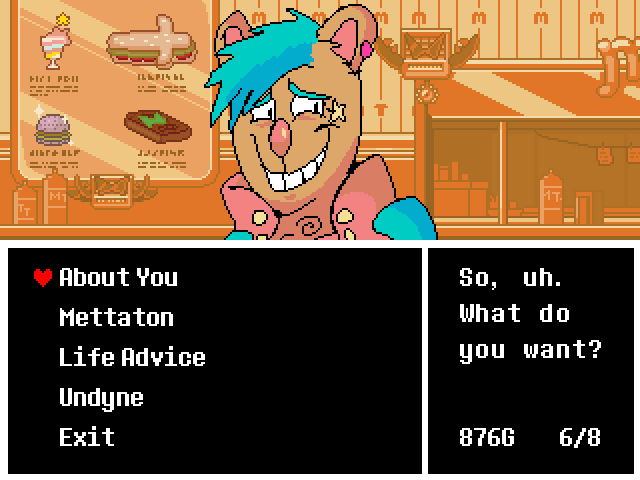 About You
Mettaton
Life Advice
Undyne
Exit
So, uh.
What do
you want?
876G 6/8